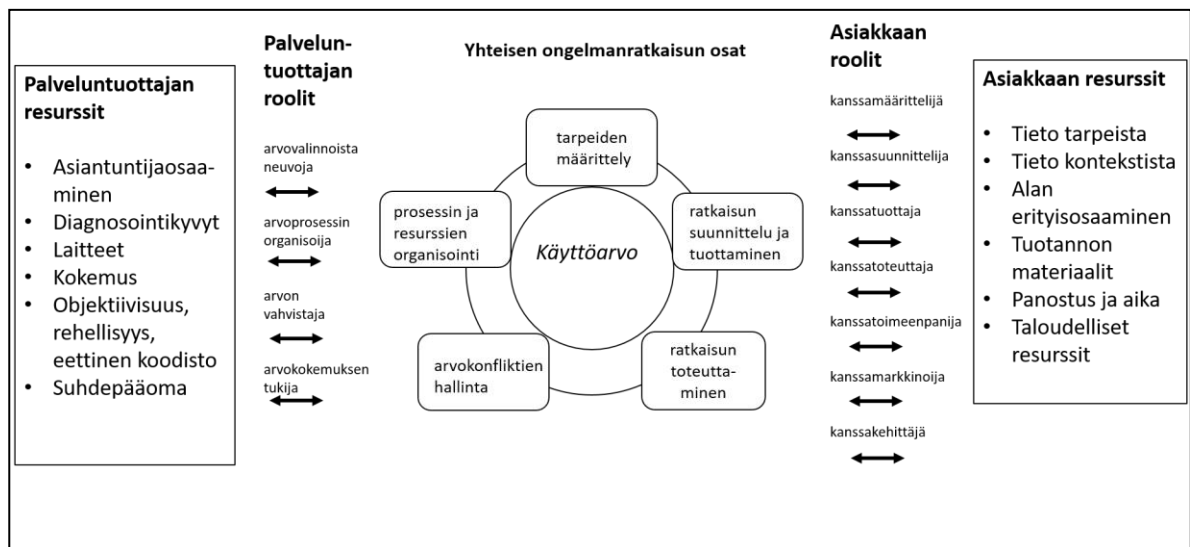 Palveluntuottajan
resurssit
• Asiantuntijaosaa-
minen
• Diagnosointikyvyt
• Laitteet
• Kokemus
• Objektiivisuus,
rehellisyys,
eettinen koodisto
• Suhdepääoma
Palvelun-
tuottajan
roolit
arvovalinnoista
neuvoja
arvoprosessin
organisoija
arvon
vahvistaja
arvokokemuksen
tukija
Yhteisen ongelmanratkaisun osat
tarpeiden
määrittely
prosessin ja
resurssien
organisointi
Käyttöarvo
ratkaisun
suunnittelu ja
tuottaminen
arvokonfliktien
hallinta
ratkaisun
toteutta-
minen
Asiakkaan
roolit
kanssamäärittelijä
kanssasuunnittelija
kanssatuottaja
kanssatoteuttaja
kanssatoimeenpanija
kanssamarkkinoija
kanssakehittäjä
Asiakkaan resurssit
• Tieto tarpeista
• Tieto kontekstista
• Alan
erityisosaaminen
• Tuotannon
materiaalit
• Panostus ja aika
• Taloudelliset
resurssit